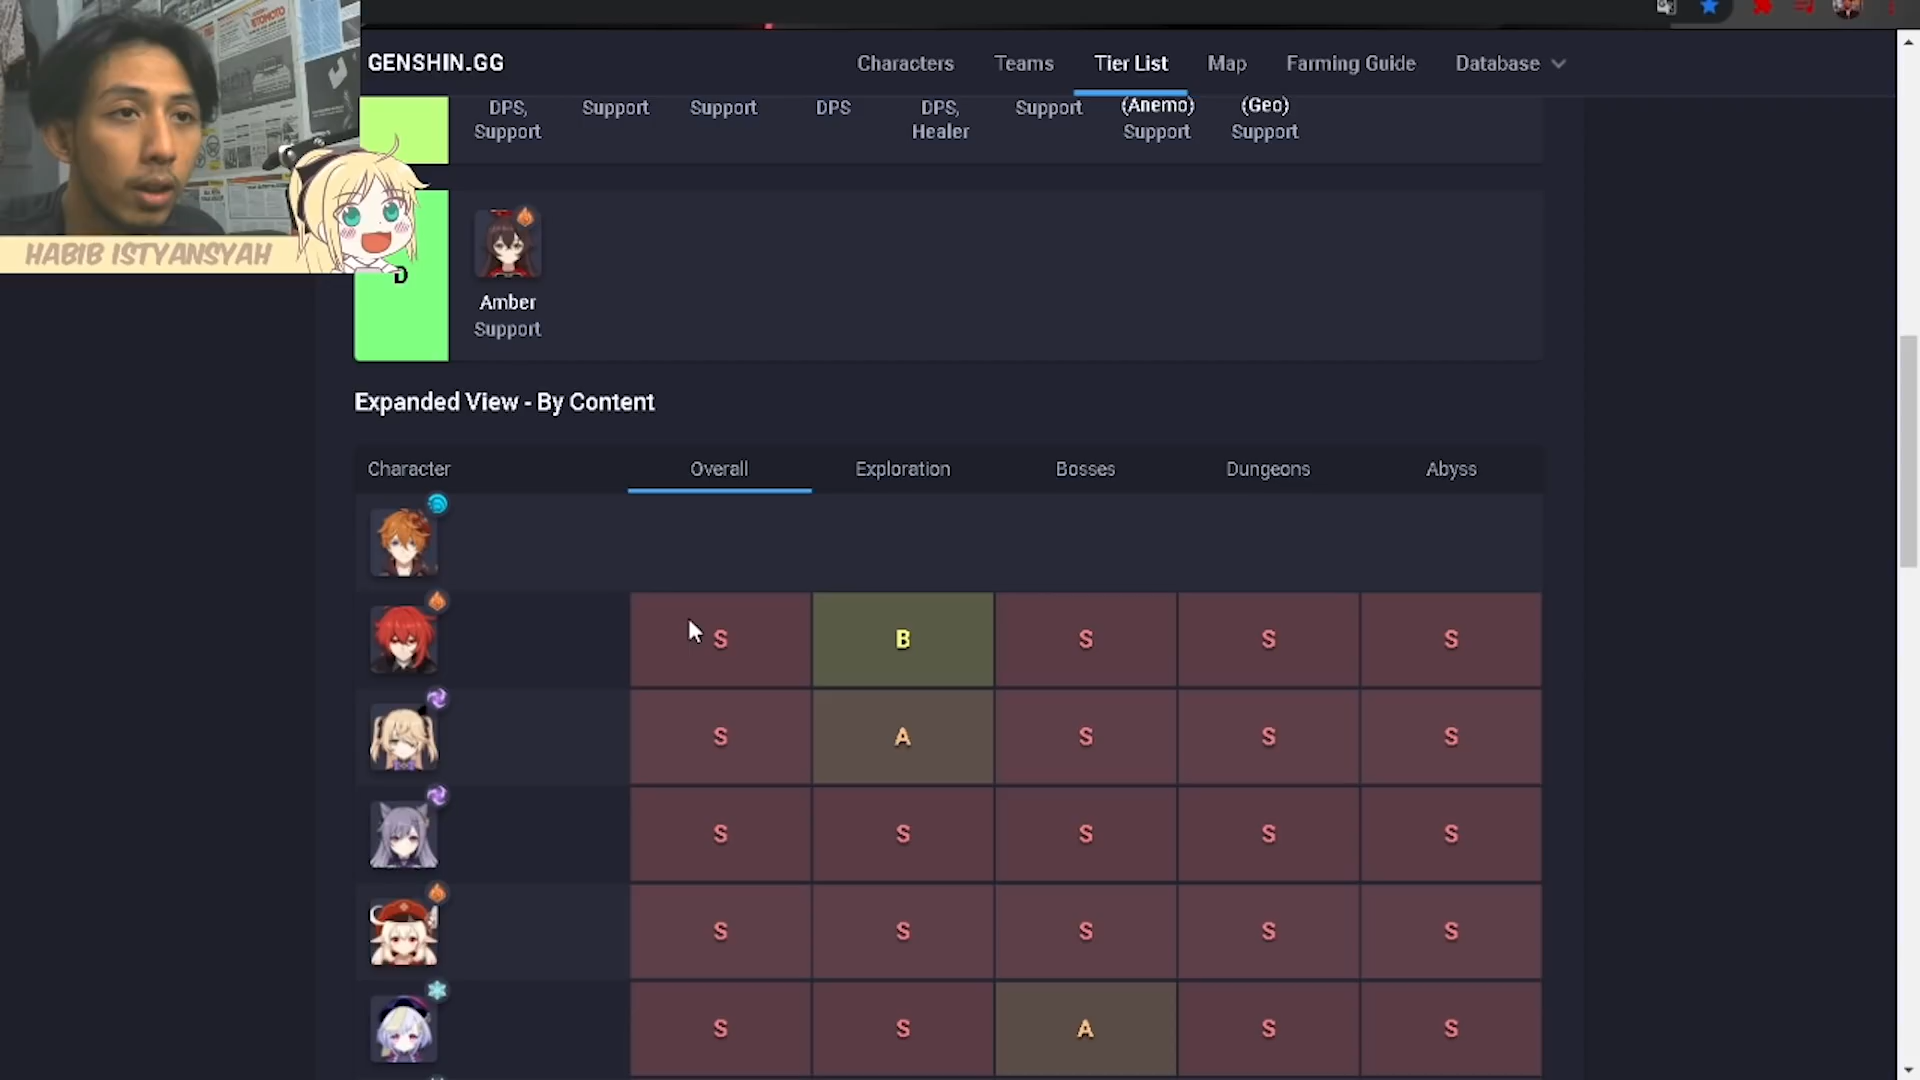 GENSHIN.GG
Characters
Teams
Tier List
Map
Farming Guide
Database
DPS,
Support
Support
Support
DPS
DPS,
Healer
Support
(Anemo)
Support
(Geo)
Support
HABIB ISTYANSYAH
D
Amber
Support
Expanded View - By Content
Character Overall Exploration Bosses Dungeons Abyss
S B S S S
S A S S S
S S S S S
S S S S S
S S A S S